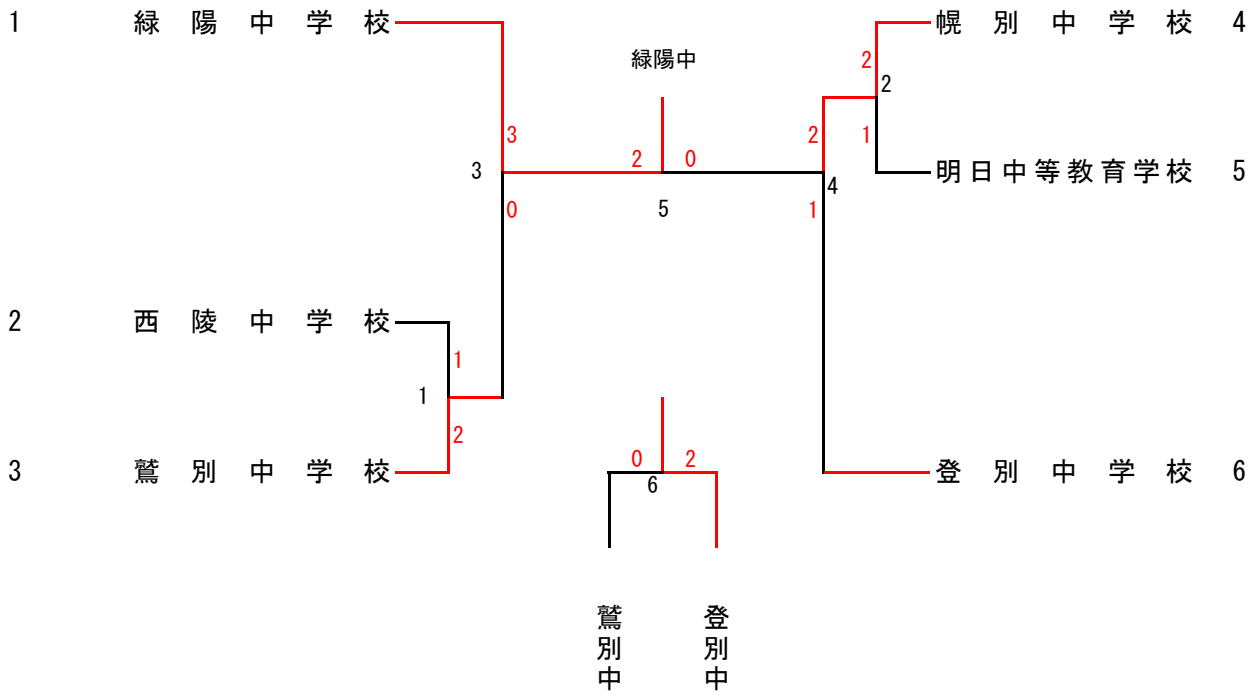 1 緑陽中学校
幌別中学校 4
緑陽中
2
2
3
2
1
2 0
3
明日中等教育学校 5
4
0
5
1
2 西陵中学校
1
1
2
0 2
3 鷲別中学校
登別中学校 6
6
鷲別中
登別中